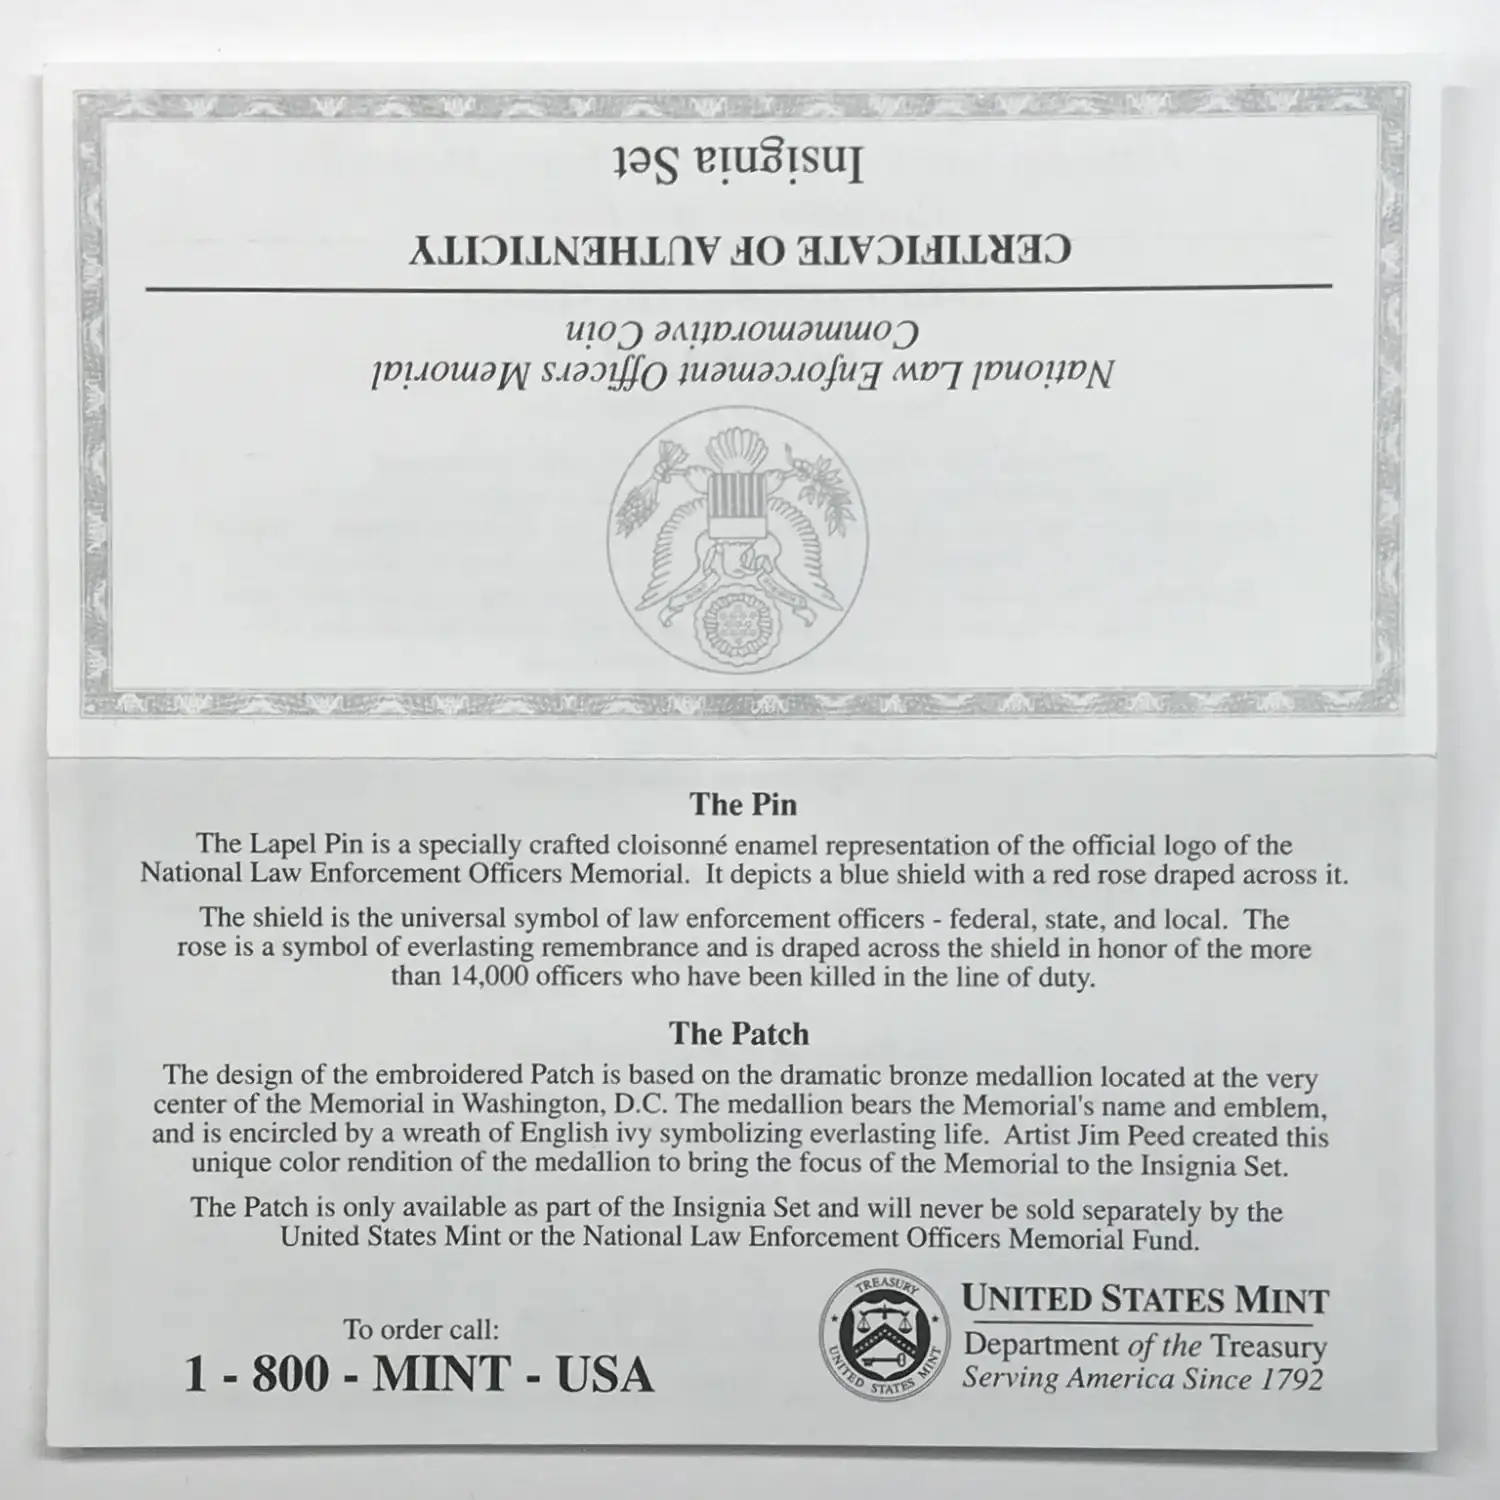 National Law Enforcement Officers Memorial
Commemorative Coin
CERTIFICATE OF AUTHENTICITY
Insignia Set
The Pin
The Lapel Pin is a specially crafted cloisonné enamel representation of the official logo of the
National Law Enforcement Officers Memorial. It depicts a blue shield with a red rose draped across it.
The shield is the universal symbol of law enforcement officers - federal, state, and local. The
rose is a symbol of everlasting remembrance and is draped across the shield in honor of the more
than 14,000 officers who have been killed in the line of duty.
The Patch
The design of the embroidered Patch is based on the dramatic bronze medallion located at the very
center of the Memorial in Washington, D.C. The medallion bears the Memorial's name and emblem,
and is encircled by a wreath of English ivy symbolizing everlasting life. Artist Jim Peed created this
unique color rendition of the medallion to bring the focus of the Memorial to the Insignia Set.
The Patch is only available as part of the Insignia Set and will never be sold separately by the
United States Mint or the National Law Enforcement Officers Memorial Fund.
To order call:
1 - 800 - MINT - USA
TREASURY
UNITED STATES MINT
UNITED STATES MINT
Department of the Treasury
Serving America Since 1792